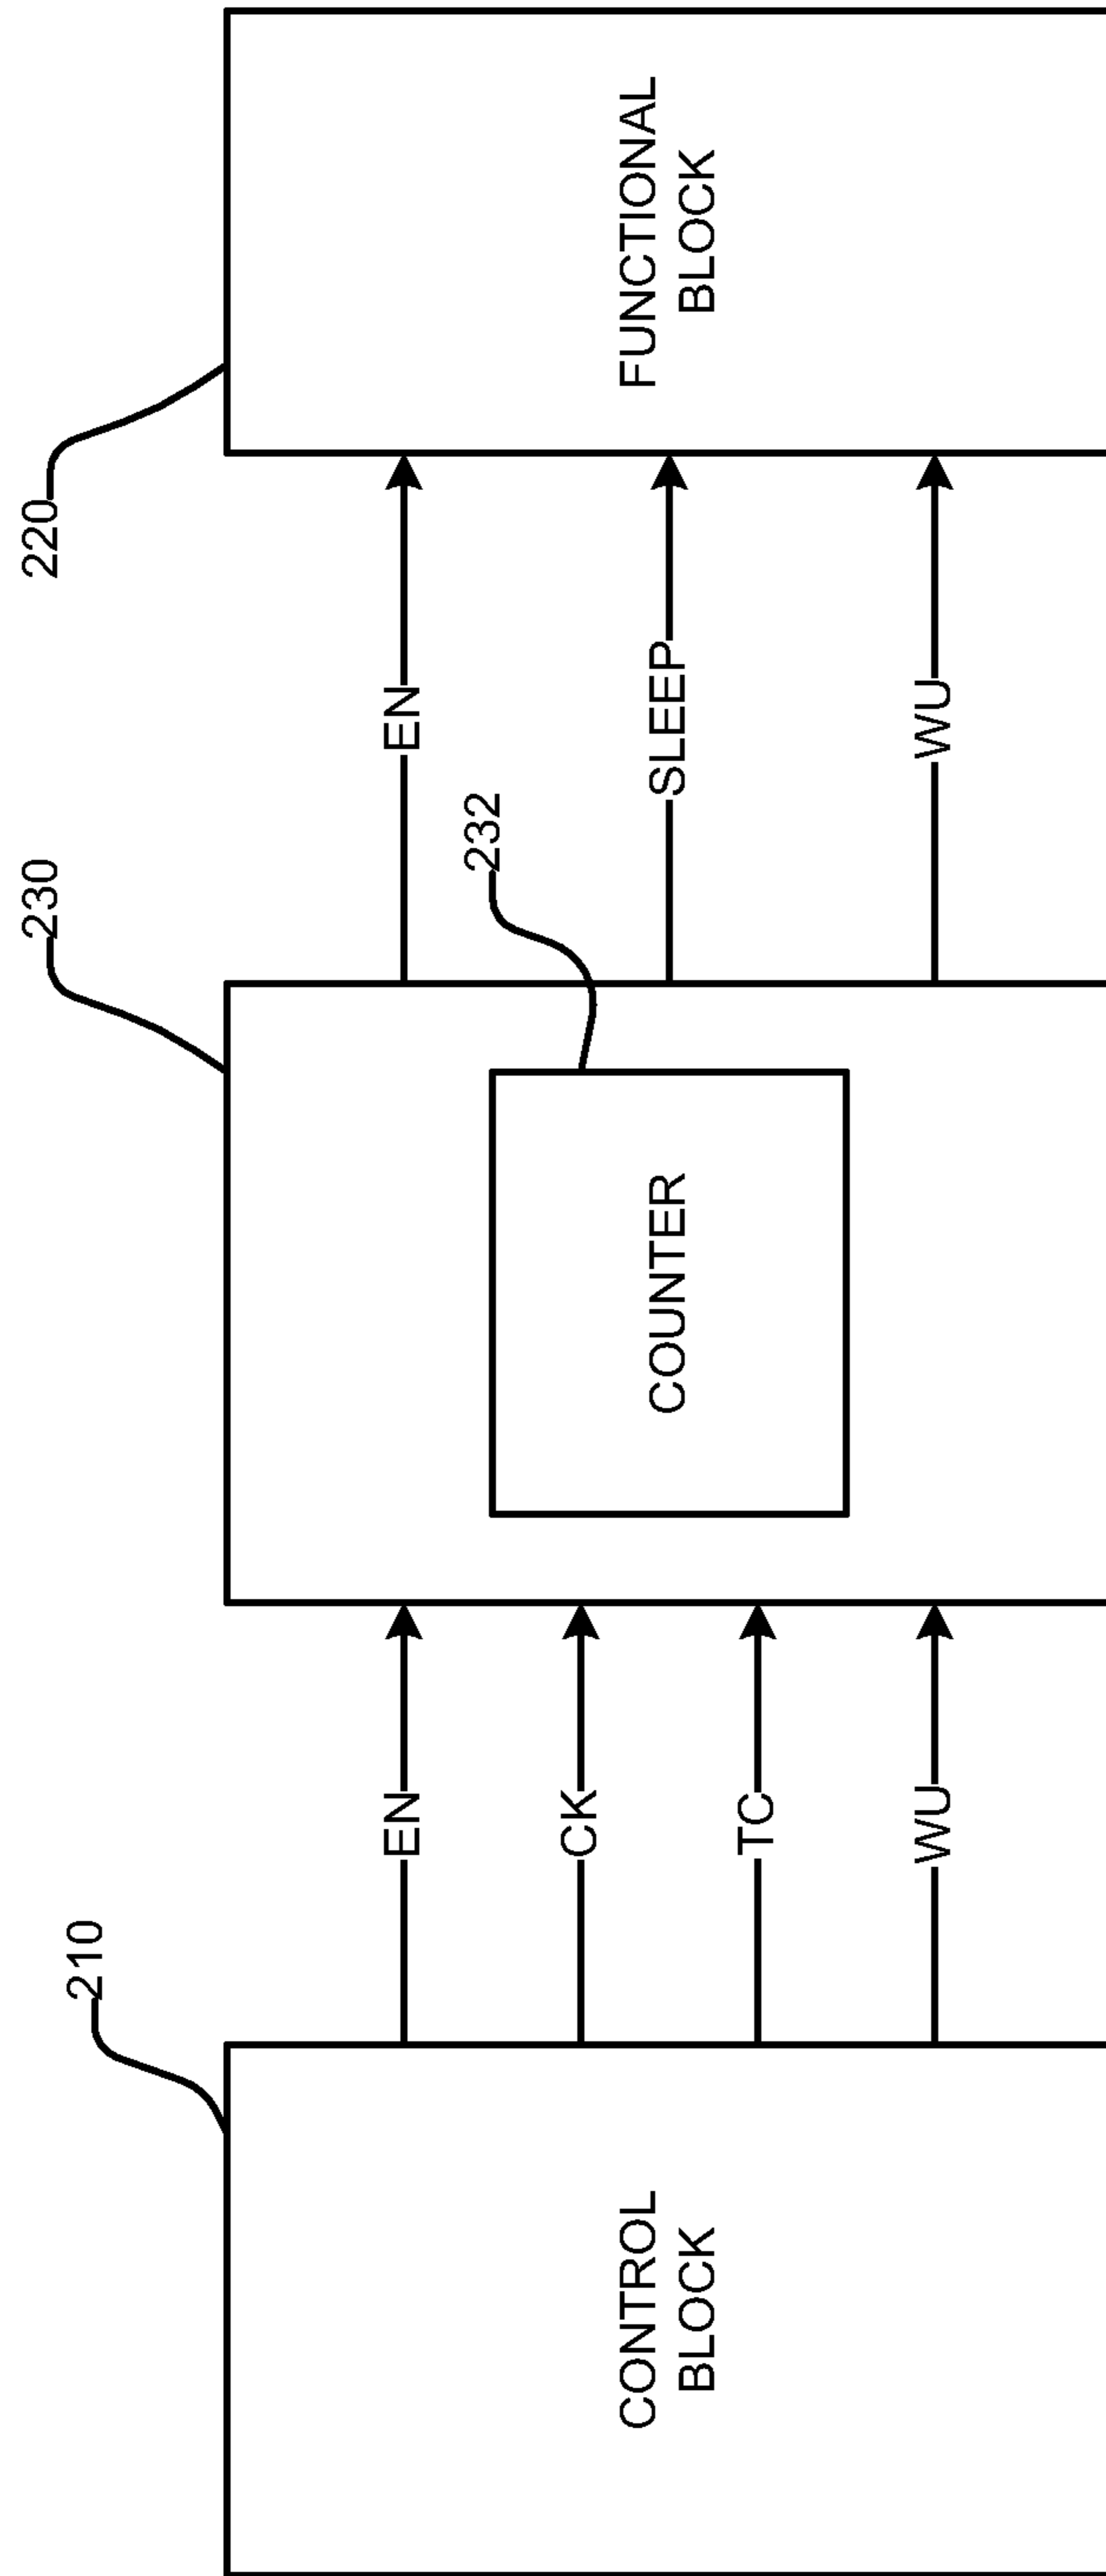 210
230
220
232
CONTROL
BLOCK
EN
CK
TC
WU
COUNTER
EN
SLEEP
WU
FUNCTIONAL
BLOCK